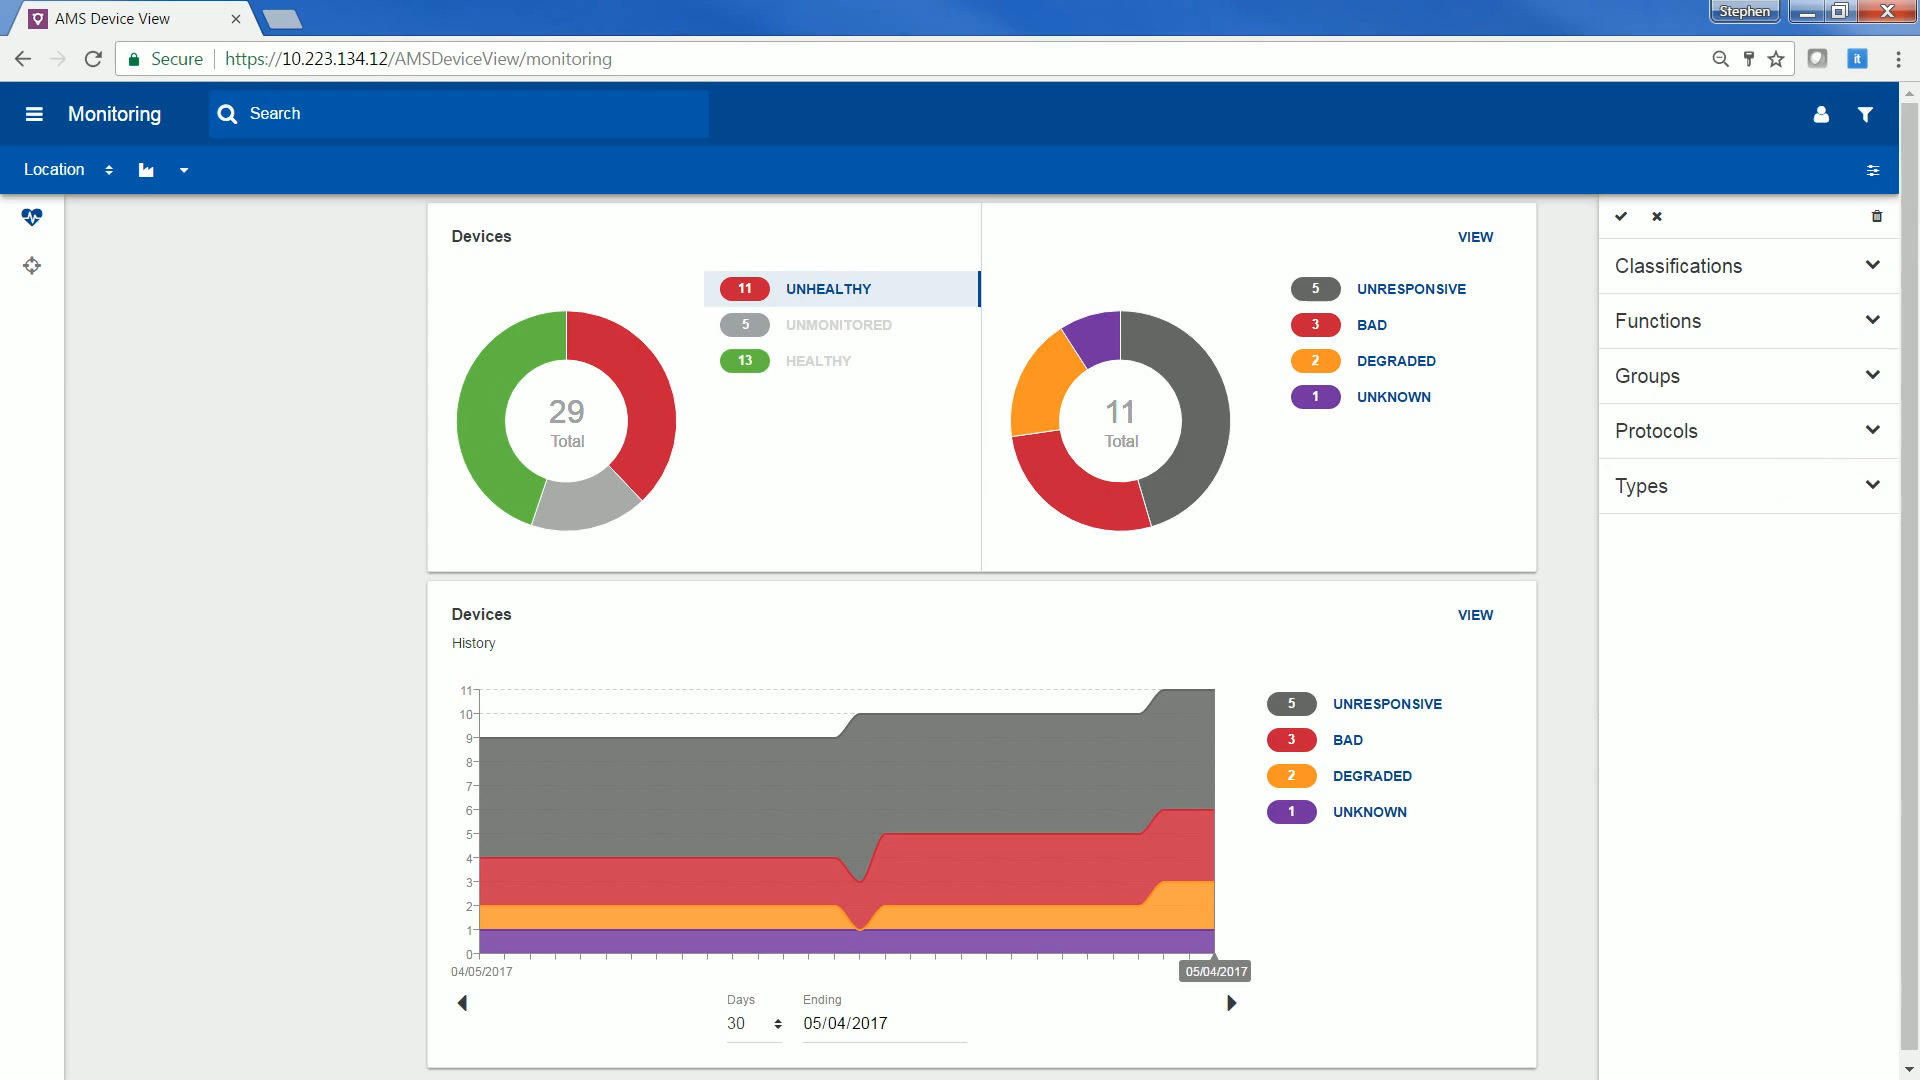 AMS Device View
Stephen
Secure
https://10.223.134.12/AMSDeviceView/monitoring
it
Monitoring
Search
Location
Devices
VIEW
11 UNHEALTHY
5 UNMONITORED
13 HEALTHY
29
Total
5 UNRESPONSIVE
3 BAD
2 DEGRADED
1 UNKNOWN
11
Total
Classifications
Functions
Groups
Protocols
Types
Devices
VIEW
History
11
10
9
8
7
6
5
4
3
2
1
0
04/05/2017
05/04/2017
5 UNRESPONSIVE
3 BAD
2 DEGRADED
1 UNKNOWN
Days
Ending
30
05/04/2017